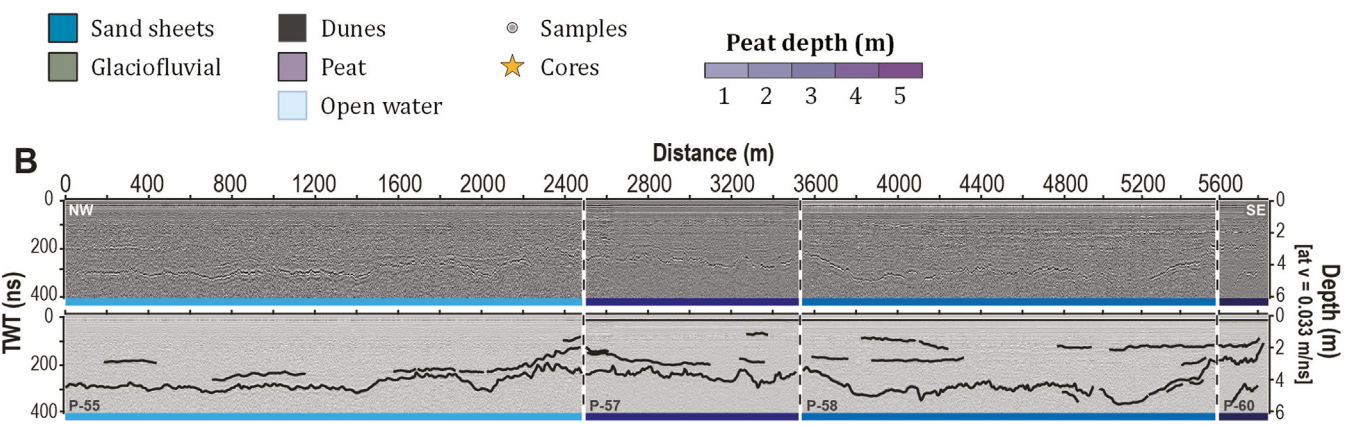 Sand sheets
Dunes
Samples
Peat depth (m)
Glaciofluvial
Peat
Cores
1 2 3 4 5
Open water
B
Distance (m)
0 400 800 1200 1600 2000 2400 2800 3200 3600 4000 4400 4800 5200 5600
NW
SE
0
200
400
0
2
4
6
0
200
400
0
2
4
6
TWT (ns)
Depth (m)
[at v = 0.033 m/ns]
P-55
P-57
P-58
P-60